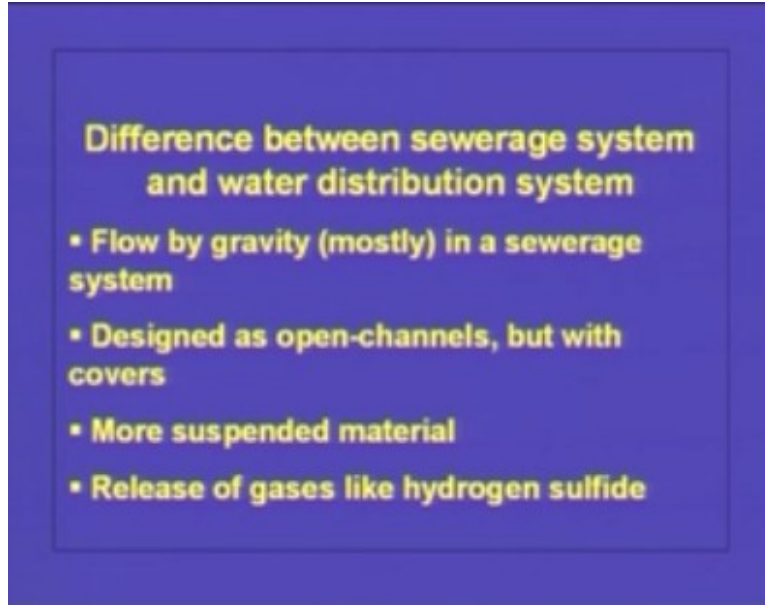 Difference between sewerage system
and water distribution system
▪ Flow by gravity (mostly) in a sewerage
system
▪ Designed as open-channels, but with
covers
▪ More suspended material
▪ Release of gases like hydrogen sulfide